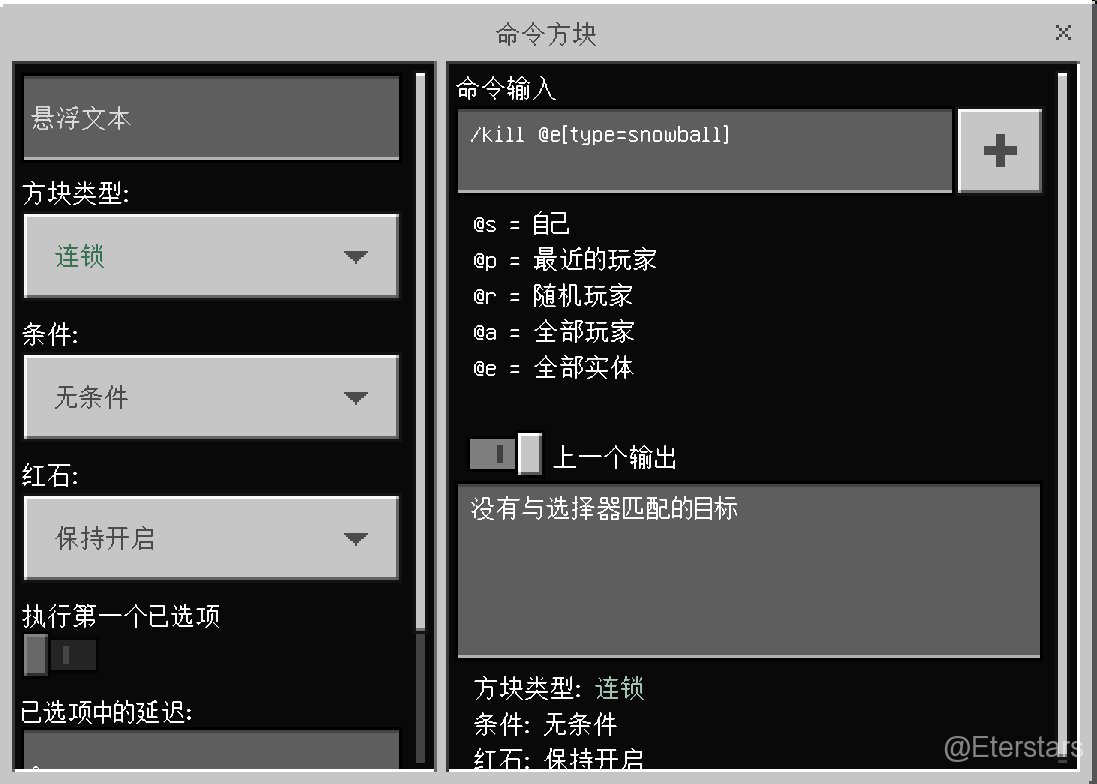 命令方块
悬浮文本
方块类型:
连锁
条件:
无条件
红石:
保持开启
执行第一个已选项
已选项中的延迟:
命令输入
/kill @e[type=snowball]
@s = 自己
@p = 最近的玩家
@r = 随机玩家
@a = 全部玩家
@e = 全部实体
上一个输出
没有与选择器匹配的目标
方块类型: 连锁
条件: 无条件
红石: 保持开启
@Eterstars